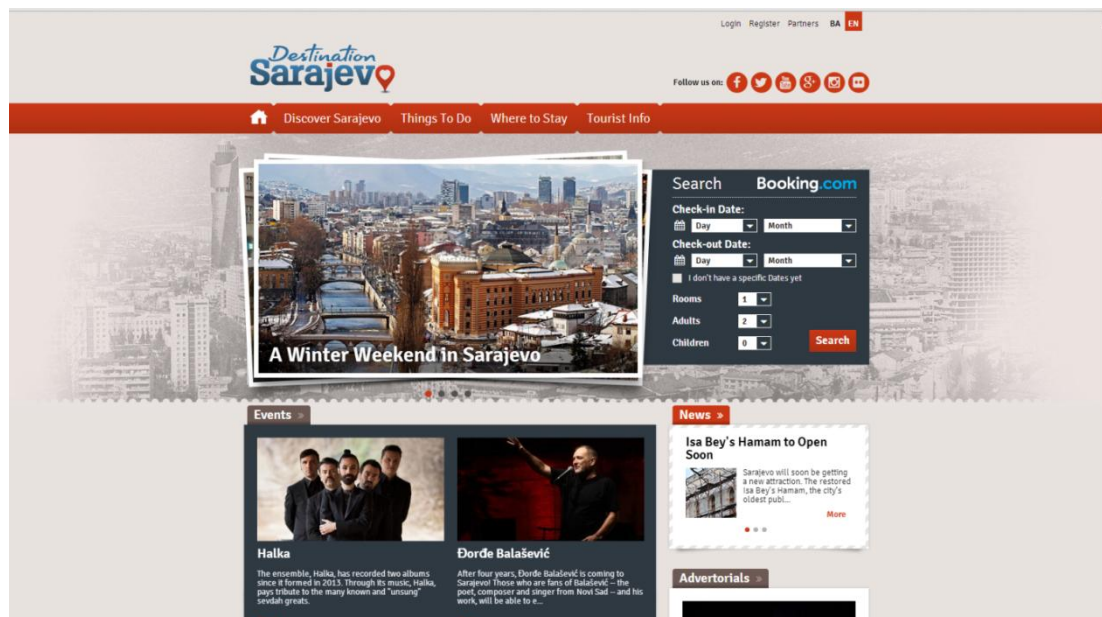 Login Register Partners BA EN
Destination
Sarajevo
Follow us on:
Discover Sarajevo Things To Do Where to Stay Tourist Info
A Winter Weekend in Sarajevo
Search Booking.com
Check-in Date:
Day Month
Check-out Date:
Day Month
I don't have a specific Dates yet
Rooms 1
Adults 2
Children 0
Search
Events »
Halka
The ensemble, Halka, has recorded two albums
since it formed in 2013. Through its music, Halka,
pays tribute to the many known and "unsung"
sevdah greats.
Đorđe Balašević
After four years, Đorđe Balašević is coming to
Sarajevo! Those who are fans of Balašević – the
poet, composer and singer from Novi Sad – and his
work, will be able to e...
News »
Isa Bey's Hamam to Open
Soon
Sarajevo will soon be getting
a new attraction. The restored
Isa Bey's Hamam, the city's
oldest publ...
More
Advertorials »